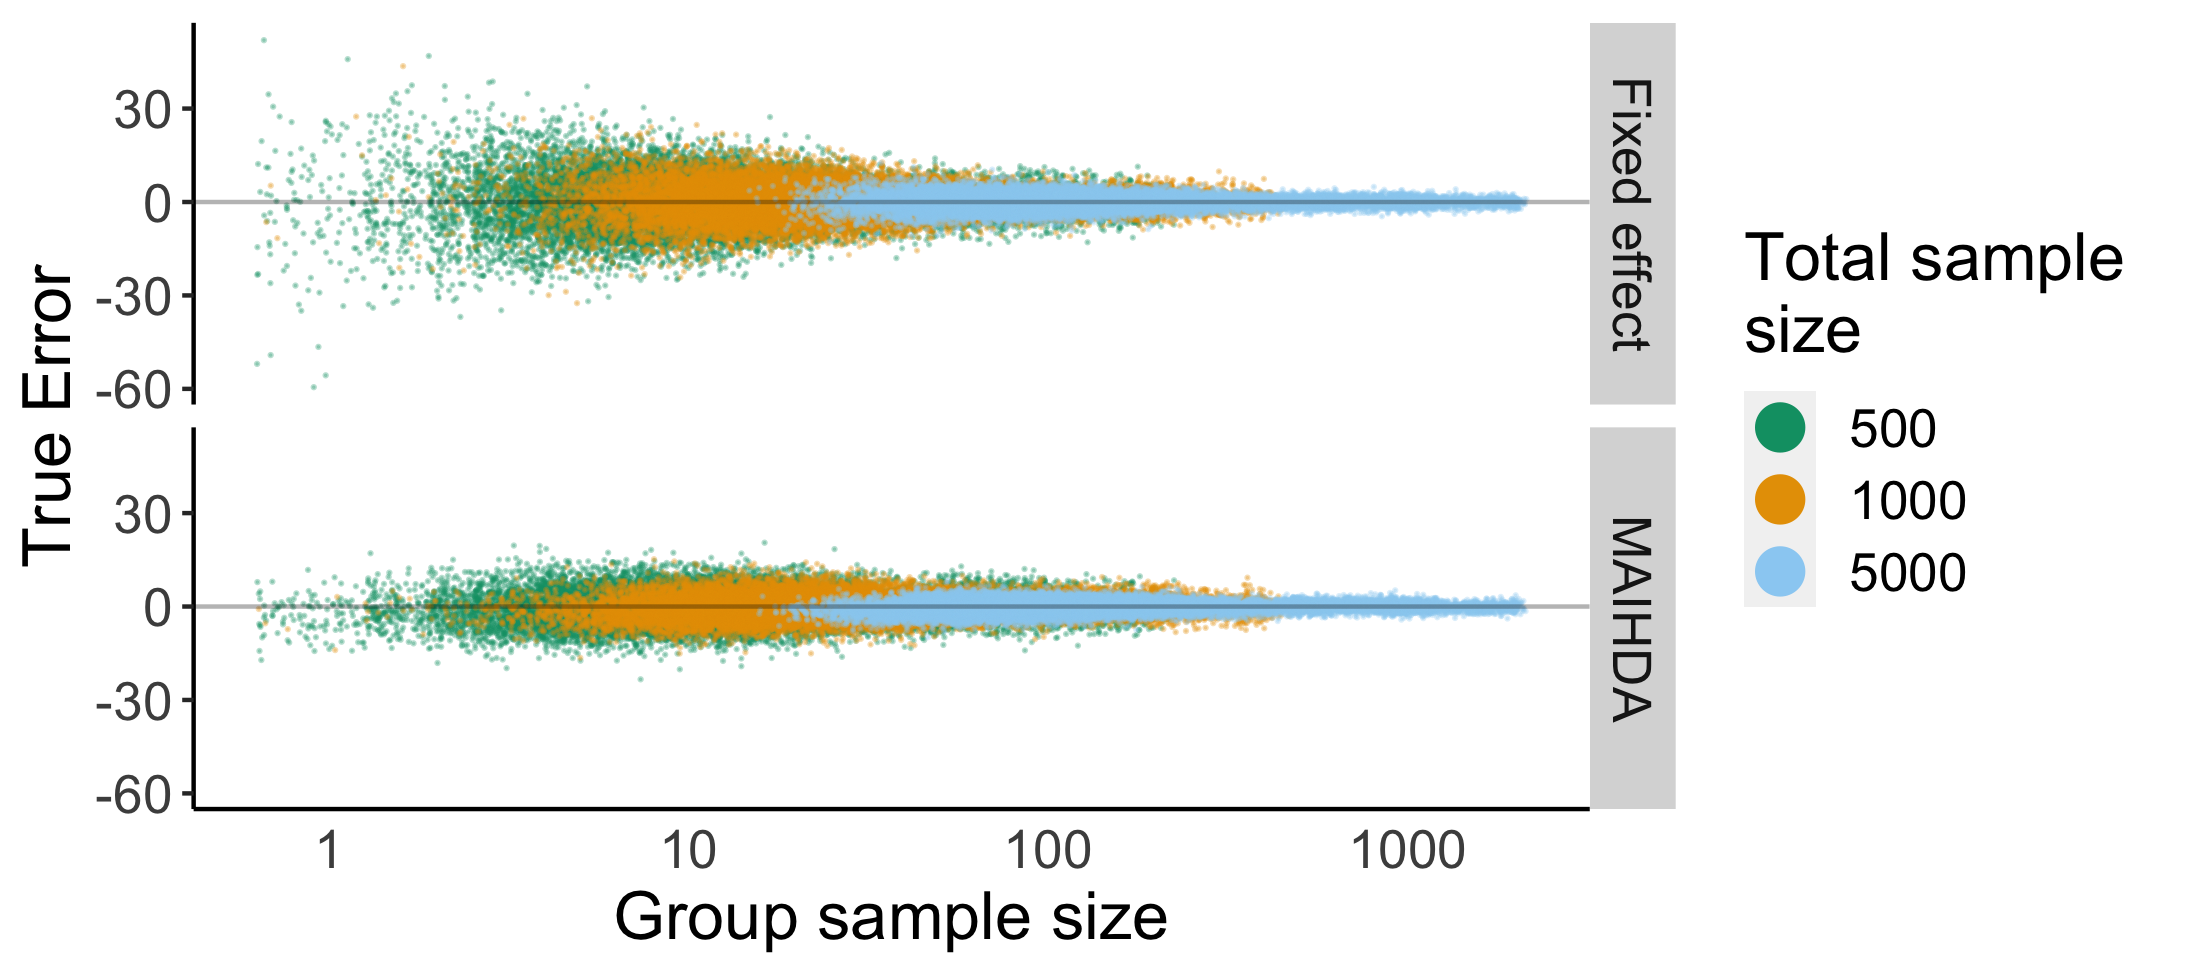 True Error
30
0
-30
-60
Fixed effect
30
0
-30
-60
MAIHDA
1
10
100
1000
Group sample size
Total sample
size
500
1000
5000